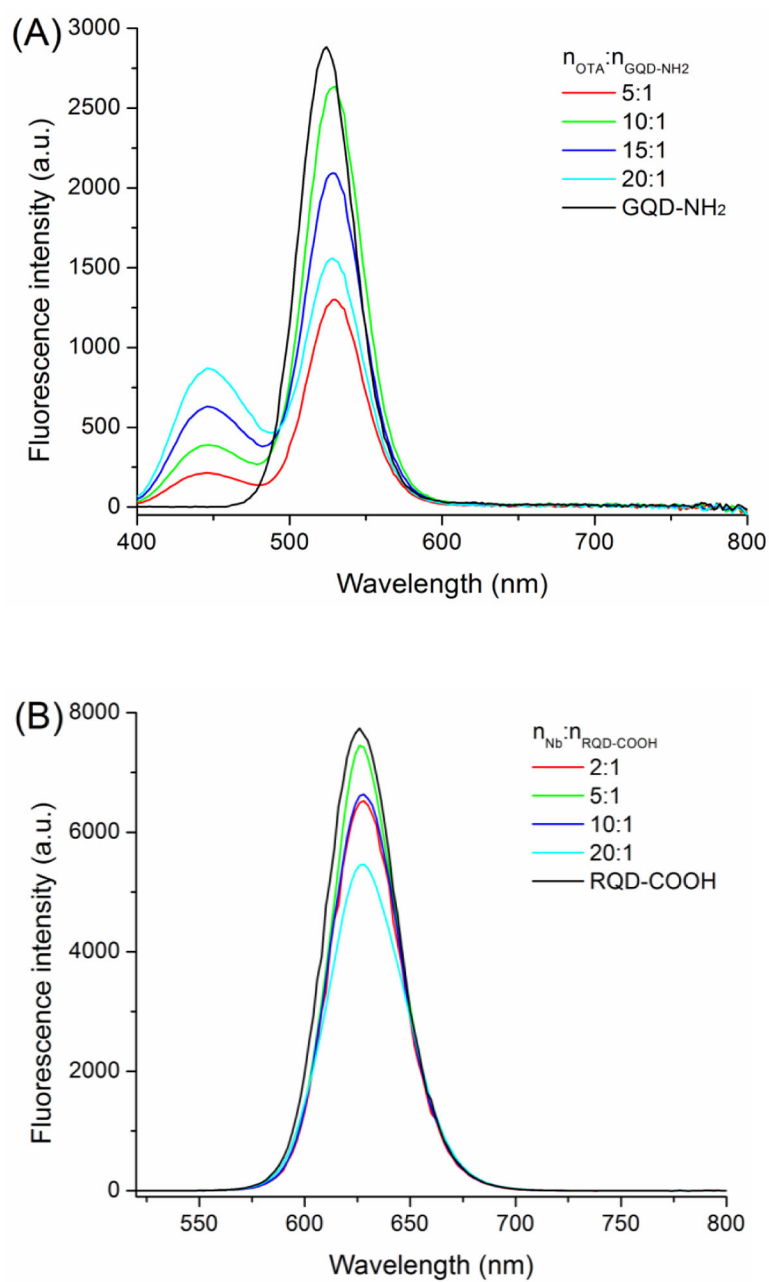 (A)
3000
2500
2000
1500
1000
500
0
Fluorescence intensity (a.u.)
nOTA:nGQD-NH2
5:1
10:1
15:1
20:1
GQD-NH2
400 500 600 700 800
Wavelength (nm)
(B)
8000
6000
4000
2000
0
Fluorescence intensity (a.u.)
nNb:nRQD-COOH
2:1
5:1
10:1
20:1
RQD-COOH
550 600 650 700 750 800
Wavelength (nm)